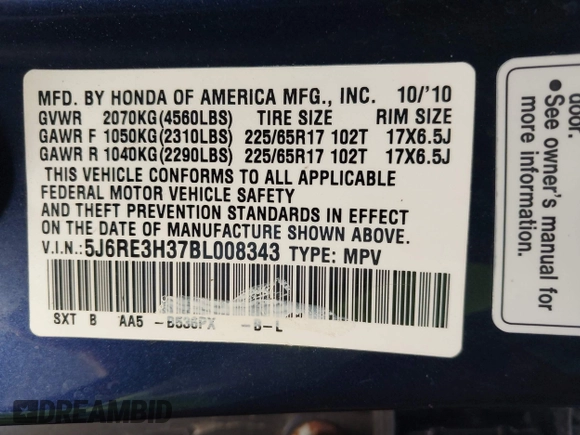 MFD. BY HONDA OF AMERICA MFG., INC. 10/'10
GVWR 2070KG(4560LBS) TIRE SIZE RIM SIZE
GAWR F 1050KG(2310LBS) 225/65R17 102T 17X6.5J
GAWR R 1040KG(2290LBS) 225/65R17 102T 17X6.5J
THIS VEHICLE CONFORMS TO ALL APPLICABLE
FEDERAL MOTOR VEHICLE SAFETY
AND THEFT PREVENTION STANDARDS IN EFFECT
ON THE DATE OF MANUFACTURE SHOWN ABOVE.
V.I.N.: 5J6RE3H37BL008343 TYPE: MPV
SXT B AA5 -B536PX -B-L
door.
● See owner's
manual for
more
information.
DREAMBID